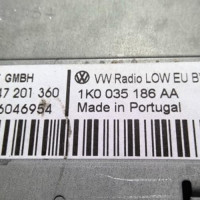 GMBH VW Radio LOW EU
47 201 360 1K0 035 186 AA
6046954 Made in Portugal